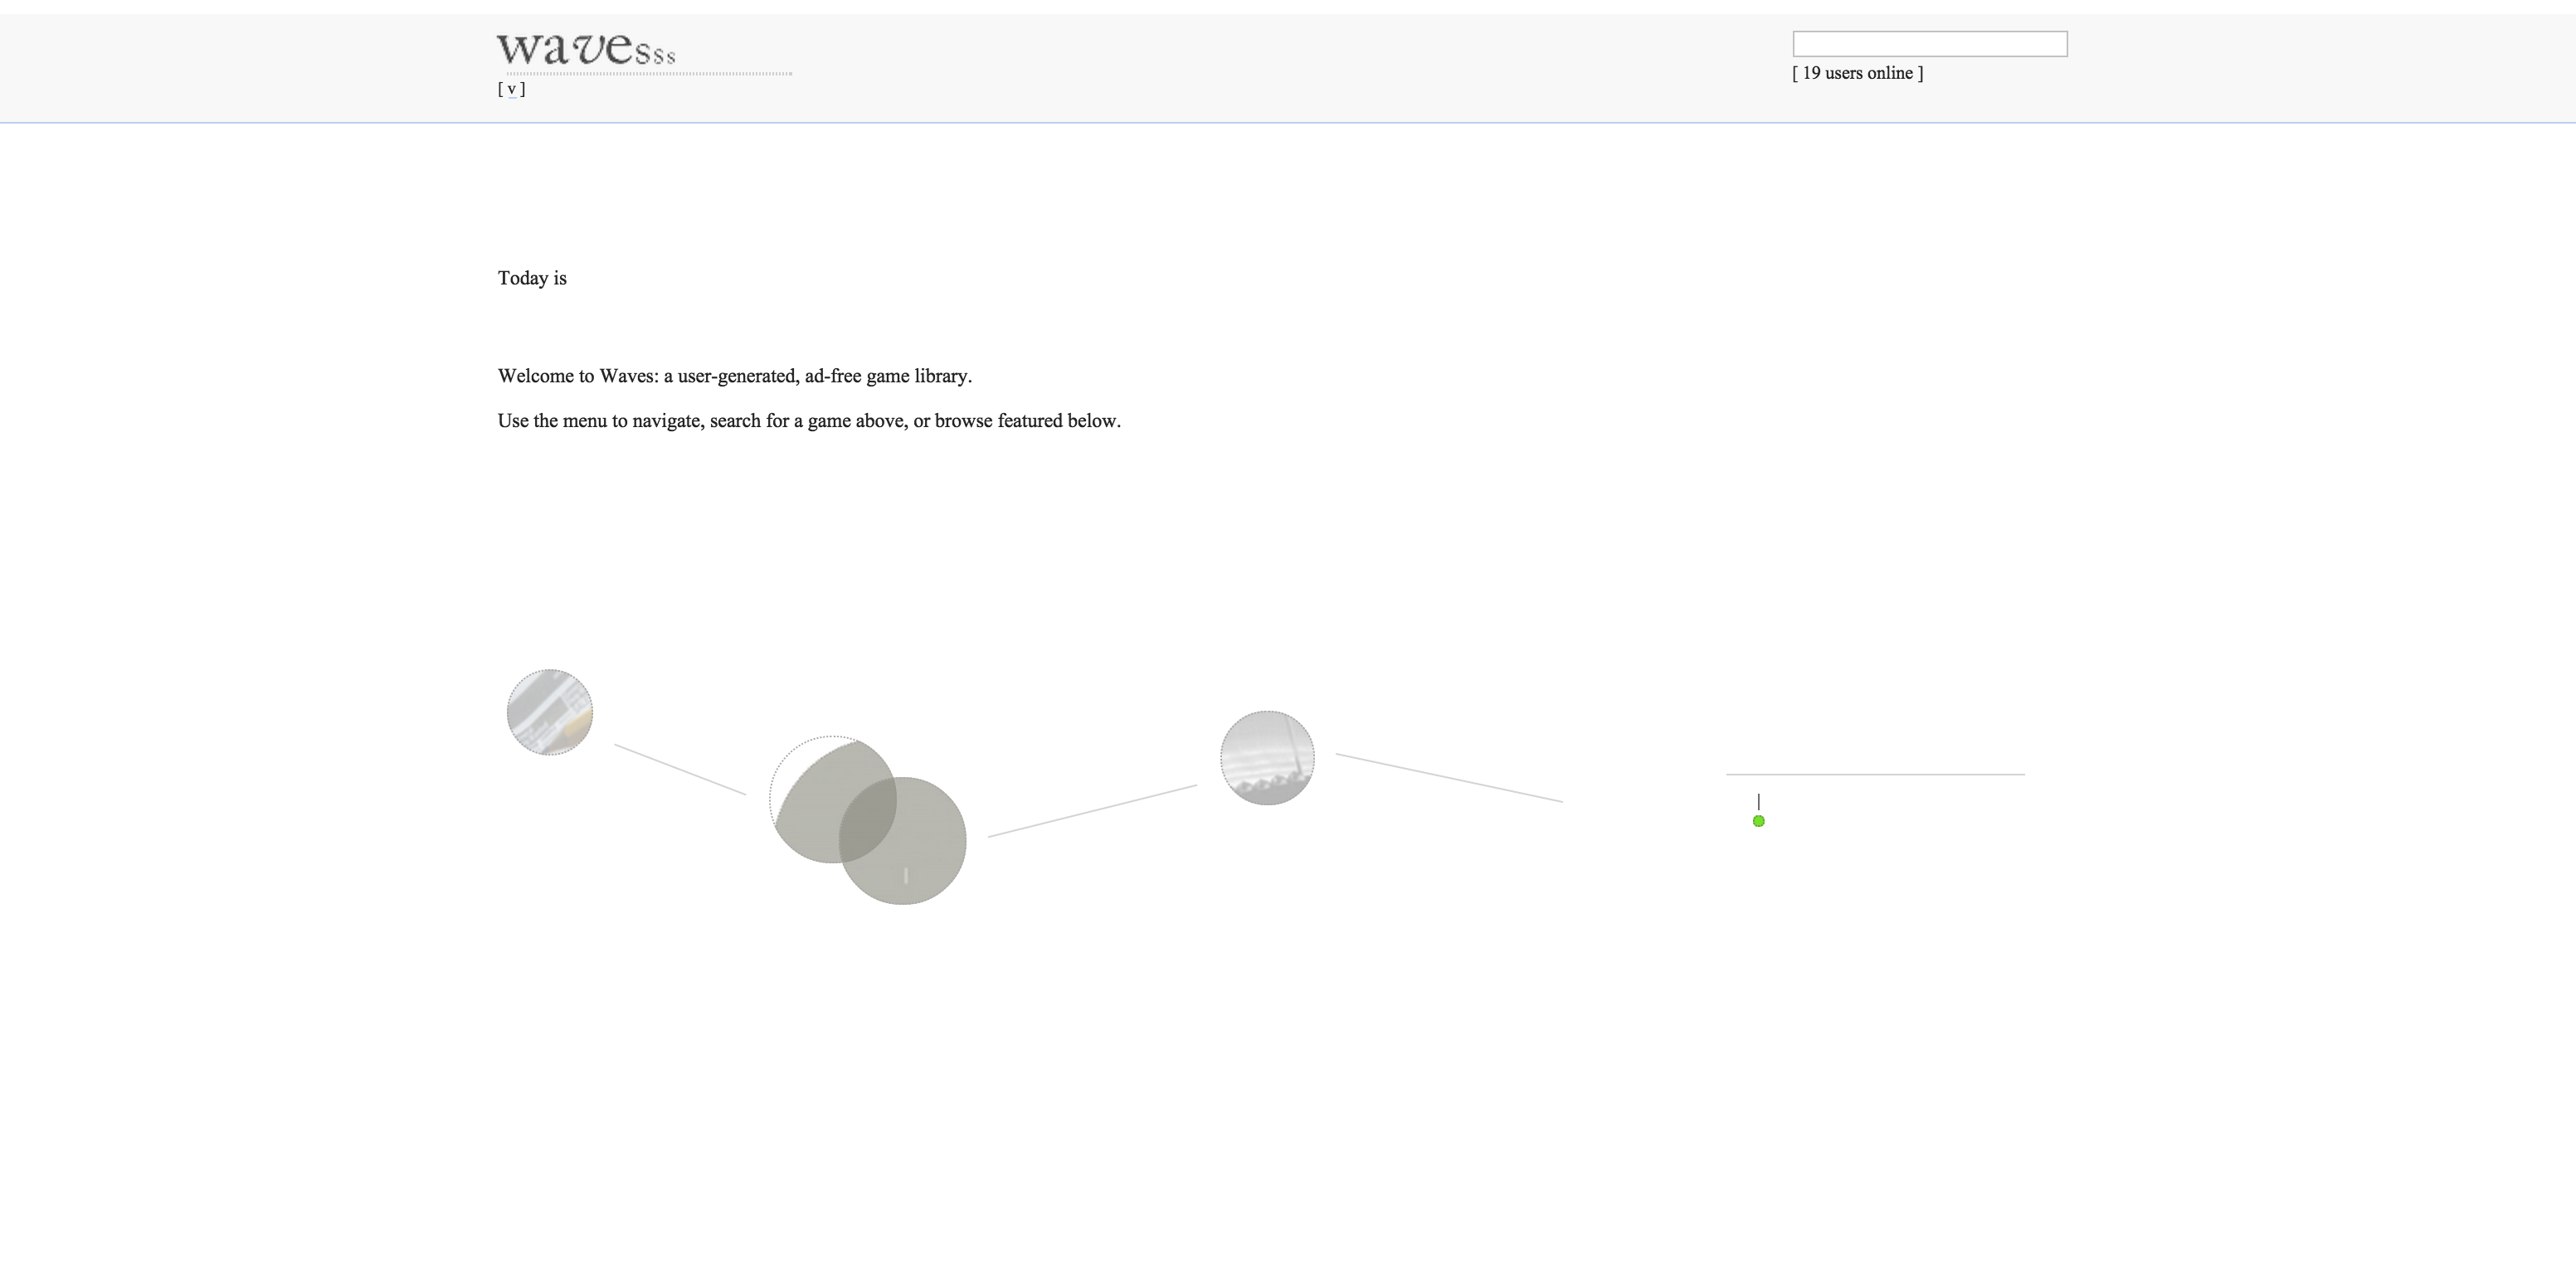 wavesss
[ v ]
[ 19 users online ]
Today is
Welcome to Waves: a user-generated, ad-free game library.
Use the menu to navigate, search for a game above, or browse featured below.